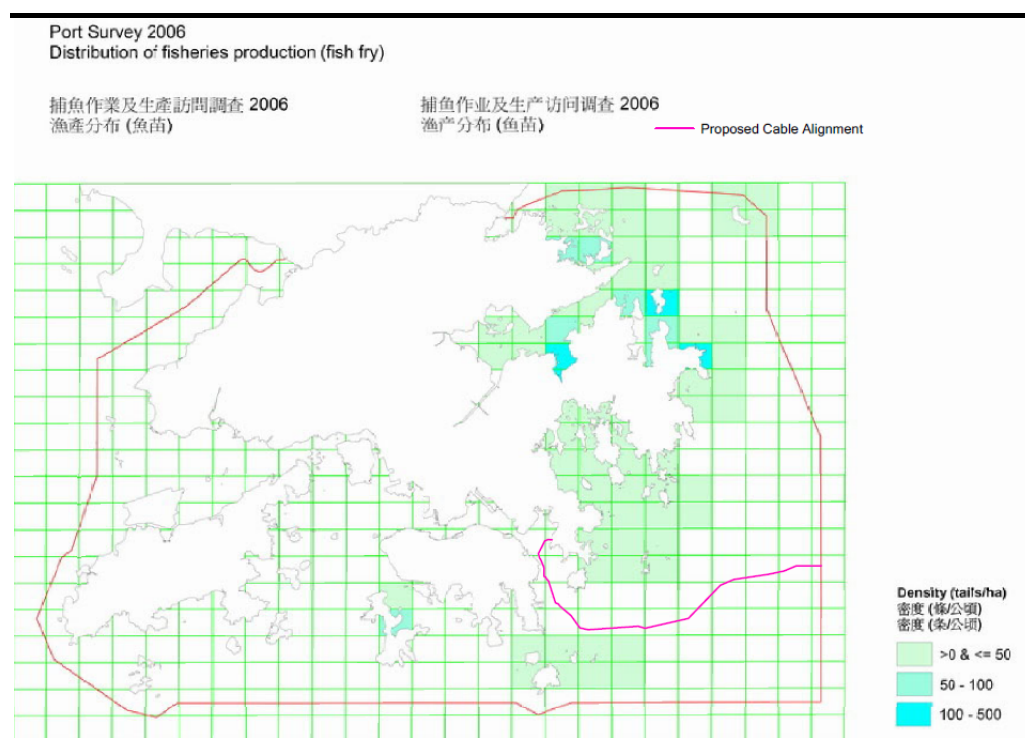 Port Survey 2006
Distribution of fisheries production (fish fry)
捕魚作業及生產訪問調查 2006
漁產分布 (魚苗)
捕鱼作业及生产访问调查 2006
渔产分布 (鱼苗)
Proposed Cable Alignment
Density (tails/ha)
密度 (條/公頃)
密度 (条/公顷)
>0 & <= 50
50 - 100
100 - 500